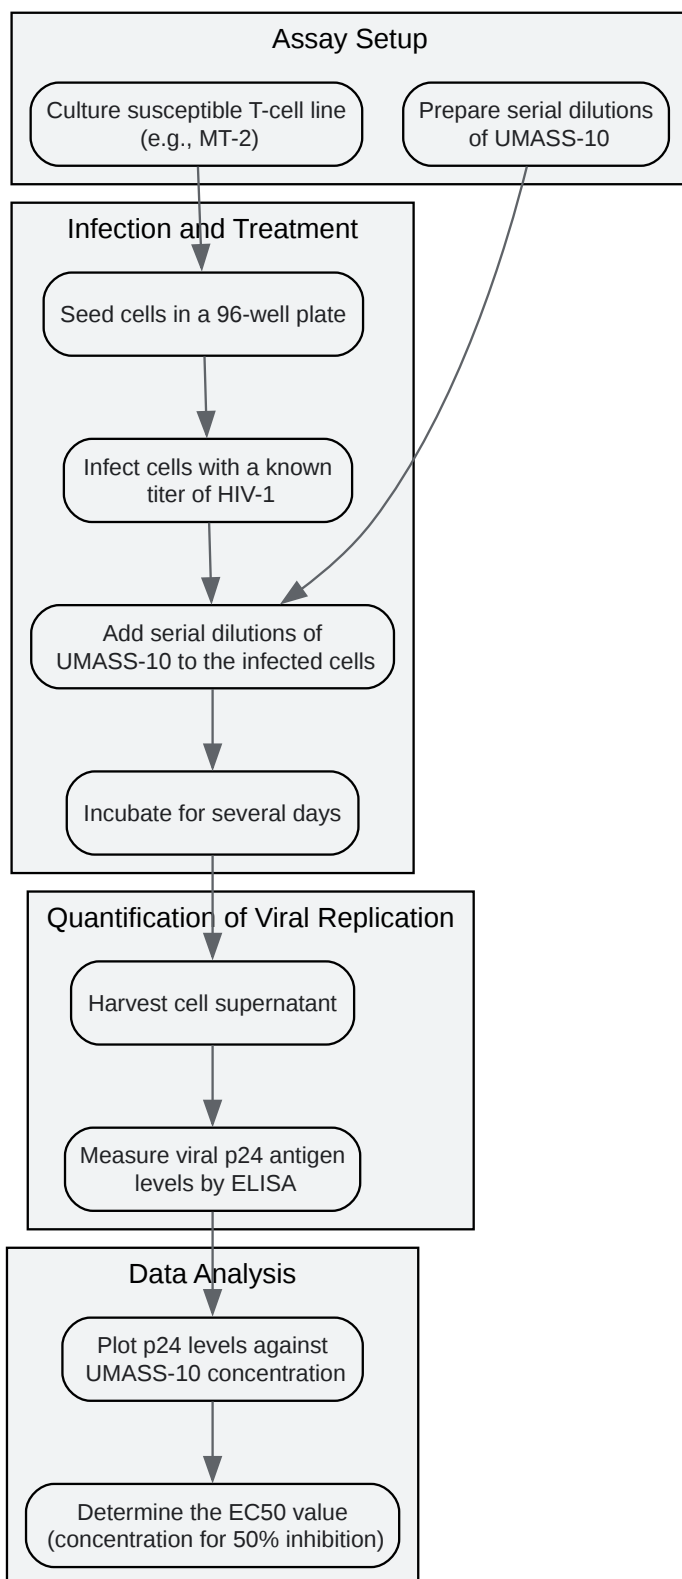 Assay Setup
Culture susceptible T-cell line
(e.g., MT-2)
Prepare serial dilutions
of UMASS-10
Infection and Treatment
Seed cells in a 96-well plate
Infect cells with a known
titer of HIV-1
Add serial dilutions of
UMASS-10 to the infected cells
Incubate for several days
Quantification of Viral Replication
Harvest cell supernatant
Measure viral p24 antigen
levels by ELISA
Data Analysis
Plot p24 levels against
UMASS-10 concentration
Determine the EC50 value
(concentration for 50% inhibition)